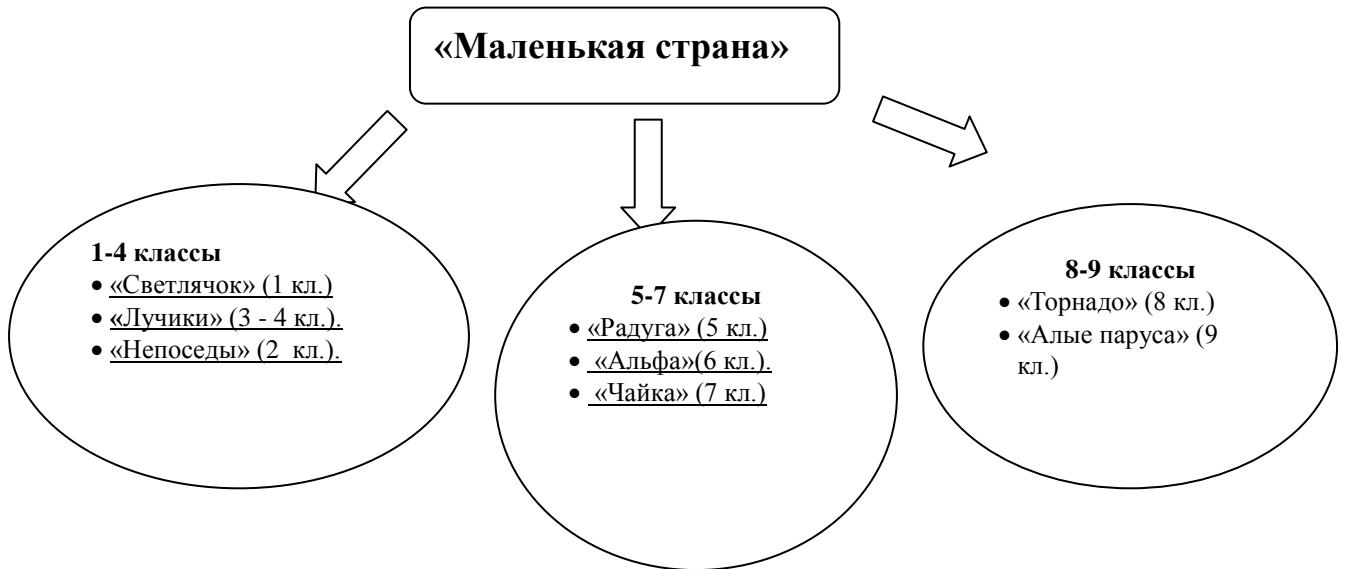 «Маленькая страна»
1-4 классы
• «Светлячок» (1 кл.)
• «Лучики» (3 - 4 кл.).
• «Непоседы» (2 кл.).
5-7 классы
• «Радуга» (5 кл.)
• «Альфа»(6 кл.).
• «Чайка» (7 кл.)
8-9 классы
• «Торнадо» (8 кл.)
• «Алые паруса» (9
кл.)